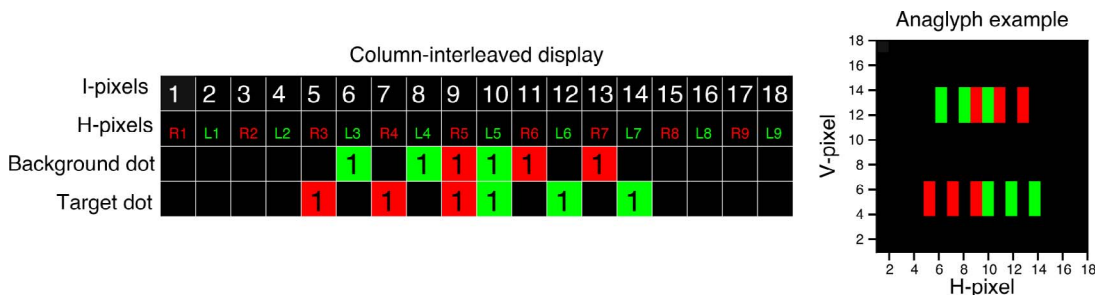 Column-interleaved display
I-pixels 1 2 3 4 5 6 7 8 9 10 11 12 13 14 15 16 17 18
H-pixels R1 L1 R2 L2 R3 L3 R4 L4 R5 L5 R6 L6 R7 L7 R8 L8 R9 L9
Background dot 1 1 1 1 1 1
Target dot 1 1 1 1 1 1
Anaglyph example
18
16
14
12
10
8
6
4
2
V-pixel
2 4 6 8 10 12 14 16 18
H-pixel